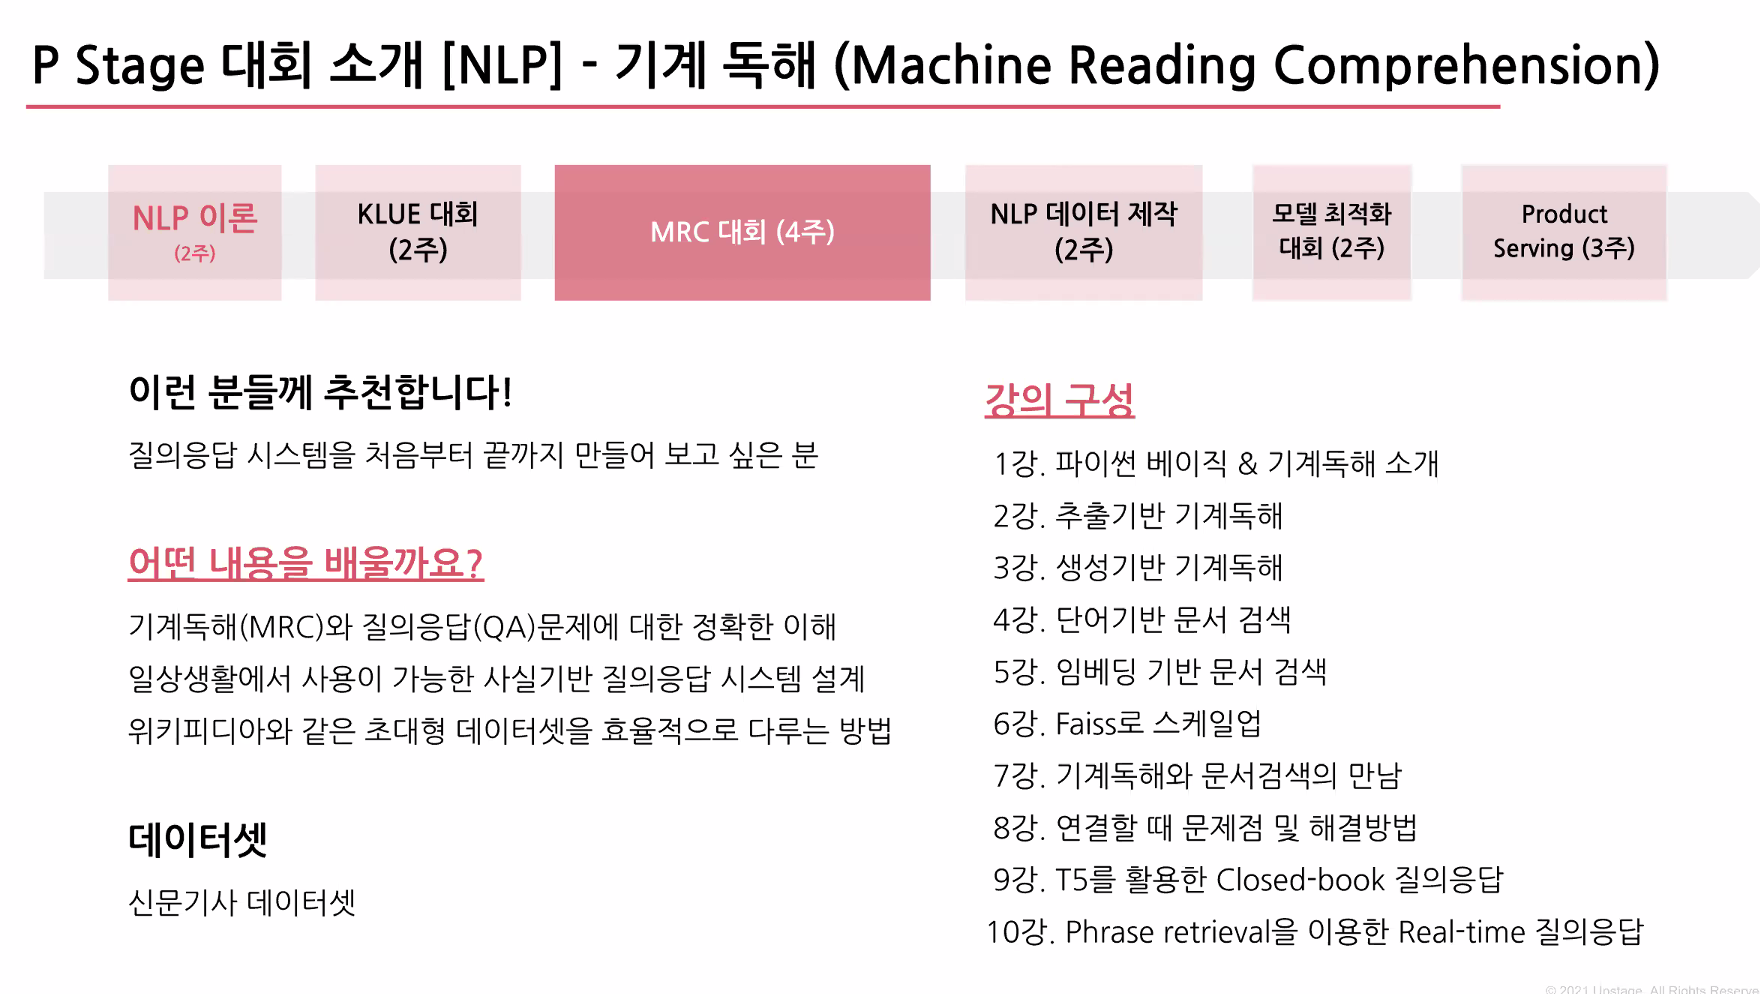 P Stage 대회 소개 [NLP] - 기계 독해 (Machine Reading Comprehension)
NLP 이론
(2주)
KLUE 대회
(2주)
MRC 대회 (4주)
NLP 데이터 제작
(2주)
모델 최적화
대회 (2주)
Product
Serving (3주)
이런 분들께 추천합니다!
질의응답 시스템을 처음부터 끝까지 만들어 보고 싶은 분
어떤 내용을 배울까요?
기계독해(MRC)와 질의응답(QA)문제에 대한 정확한 이해
일상생활에서 사용이 가능한 사실기반 질의응답 시스템 설계
위키피디아와 같은 초대형 데이터셋을 효율적으로 다루는 방법
데이터셋
신문기사 데이터셋
강의 구성
1강. 파이썬 베이직 & 기계독해 소개
2강. 추출기반 기계독해
3강. 생성기반 기계독해
4강. 단어기반 문서 검색
5강. 임베딩 기반 문서 검색
6강. Faiss로 스케일업
7강. 기계독해와 문서검색의 만남
8강. 연결할 때 문제점 및 해결방법
9강. T5를 활용한 Closed-book 질의응답
10강. Phrase retrieval을 이용한 Real-time 질의응답
© 2021 Upstage. All Rights Reserve